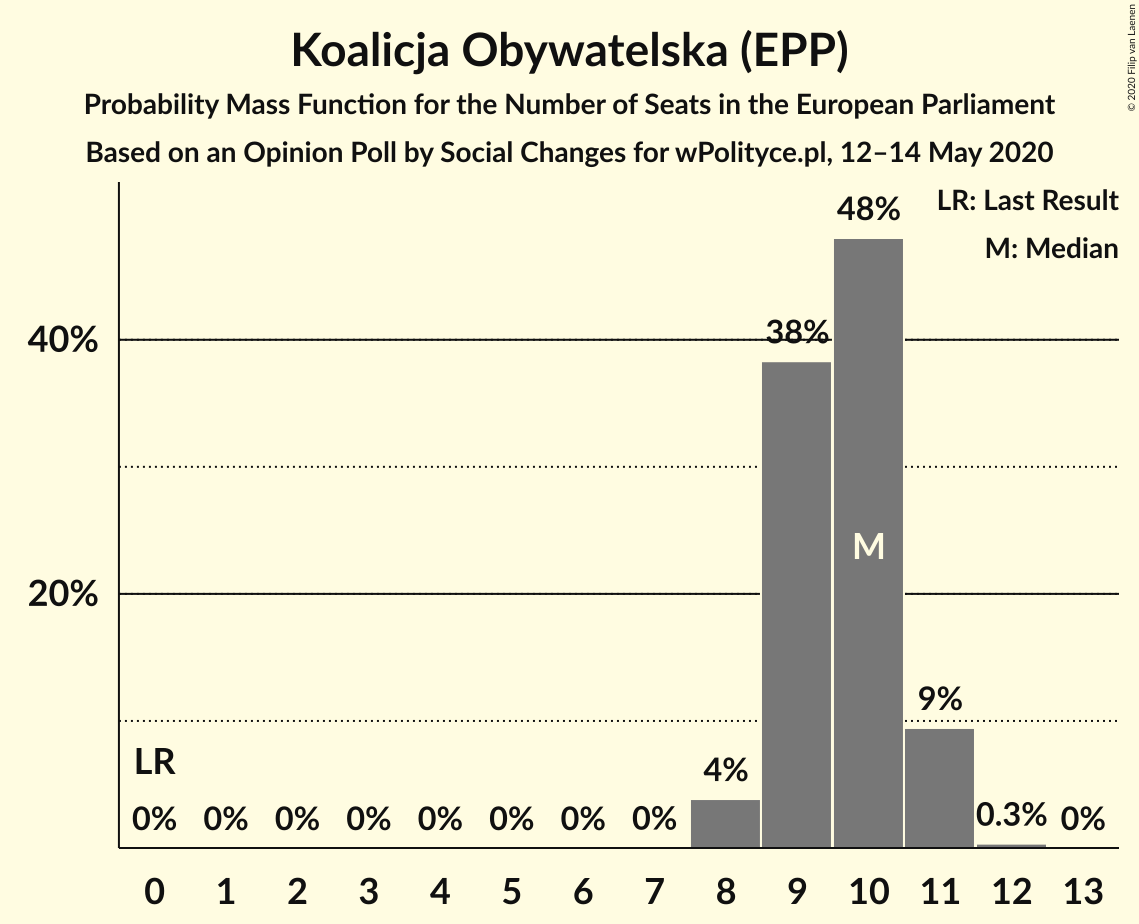 Koalicja Obywatelska (EPP)
Probability Mass Function for the Number of Seats in the European Parliament
Based on an Opinion Poll by Social Changes for wPolityce.pl, 12–14 May 2020
© 2020 Filip van Laenen
LR: Last Result
M: Median
48%
40%
38%
M
20%
9%
LR
4%
0% 0% 0% 0% 0% 0% 0% 0% 0.3% 0%
0 1 2 3 4 5 6 7 8 9 10 11 12 13